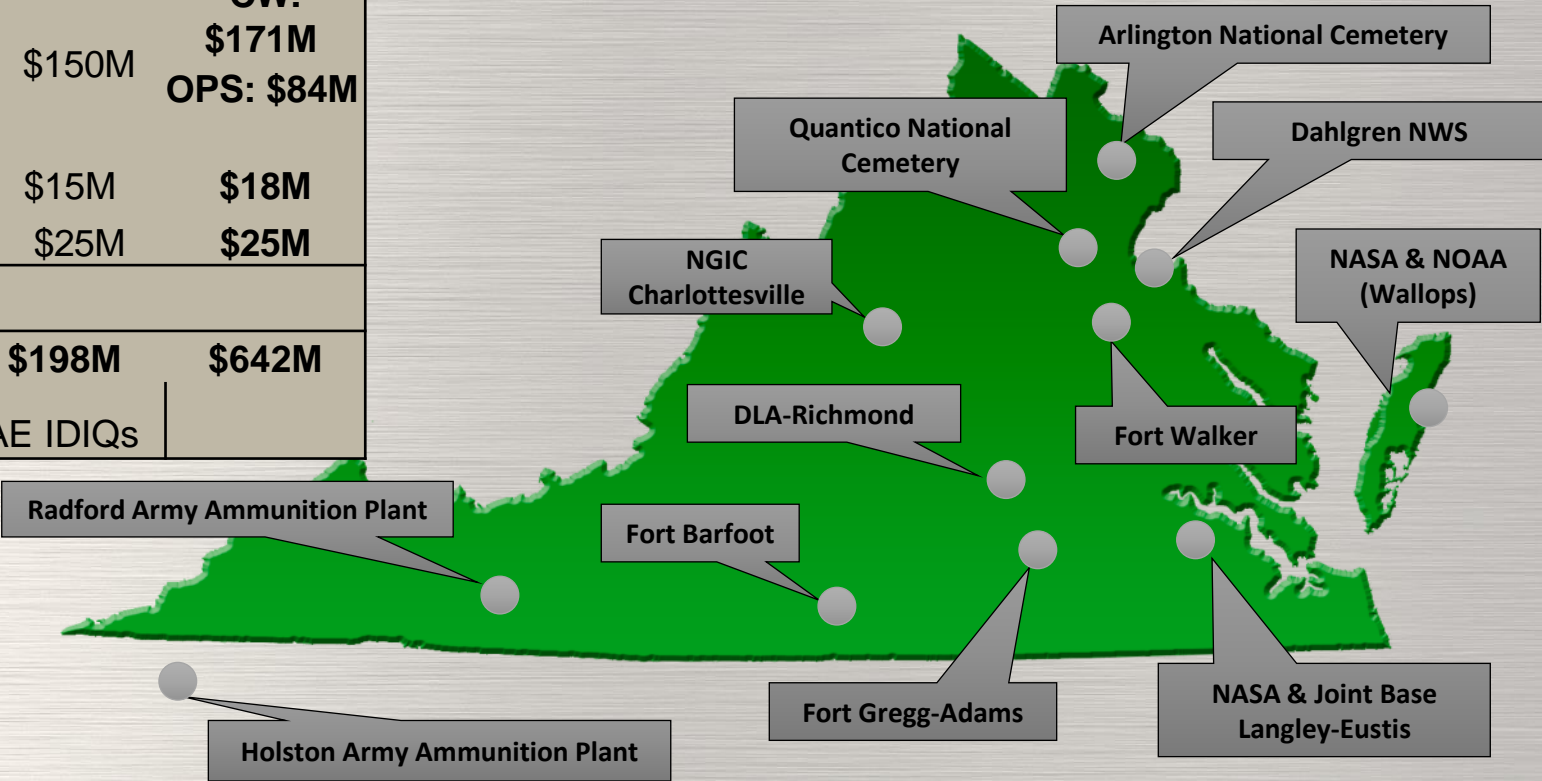 $171M
$150M
OPS: $84M
$15M $18M
$25M $25M
$198M $642M
AE IDIQs
Arlington National Cemetery
Quantico National
Cemetery
Dahlgren NWS
NGIC
Charlottesville
NASA & NOAA
(Wallops)
DLA-Richmond
Fort Walker
Radford Army Ammunition Plant
Fort Barfoot
Fort Gregg-Adams
NASA & Joint Base
Langley-Eustis
Holston Army Ammunition Plant